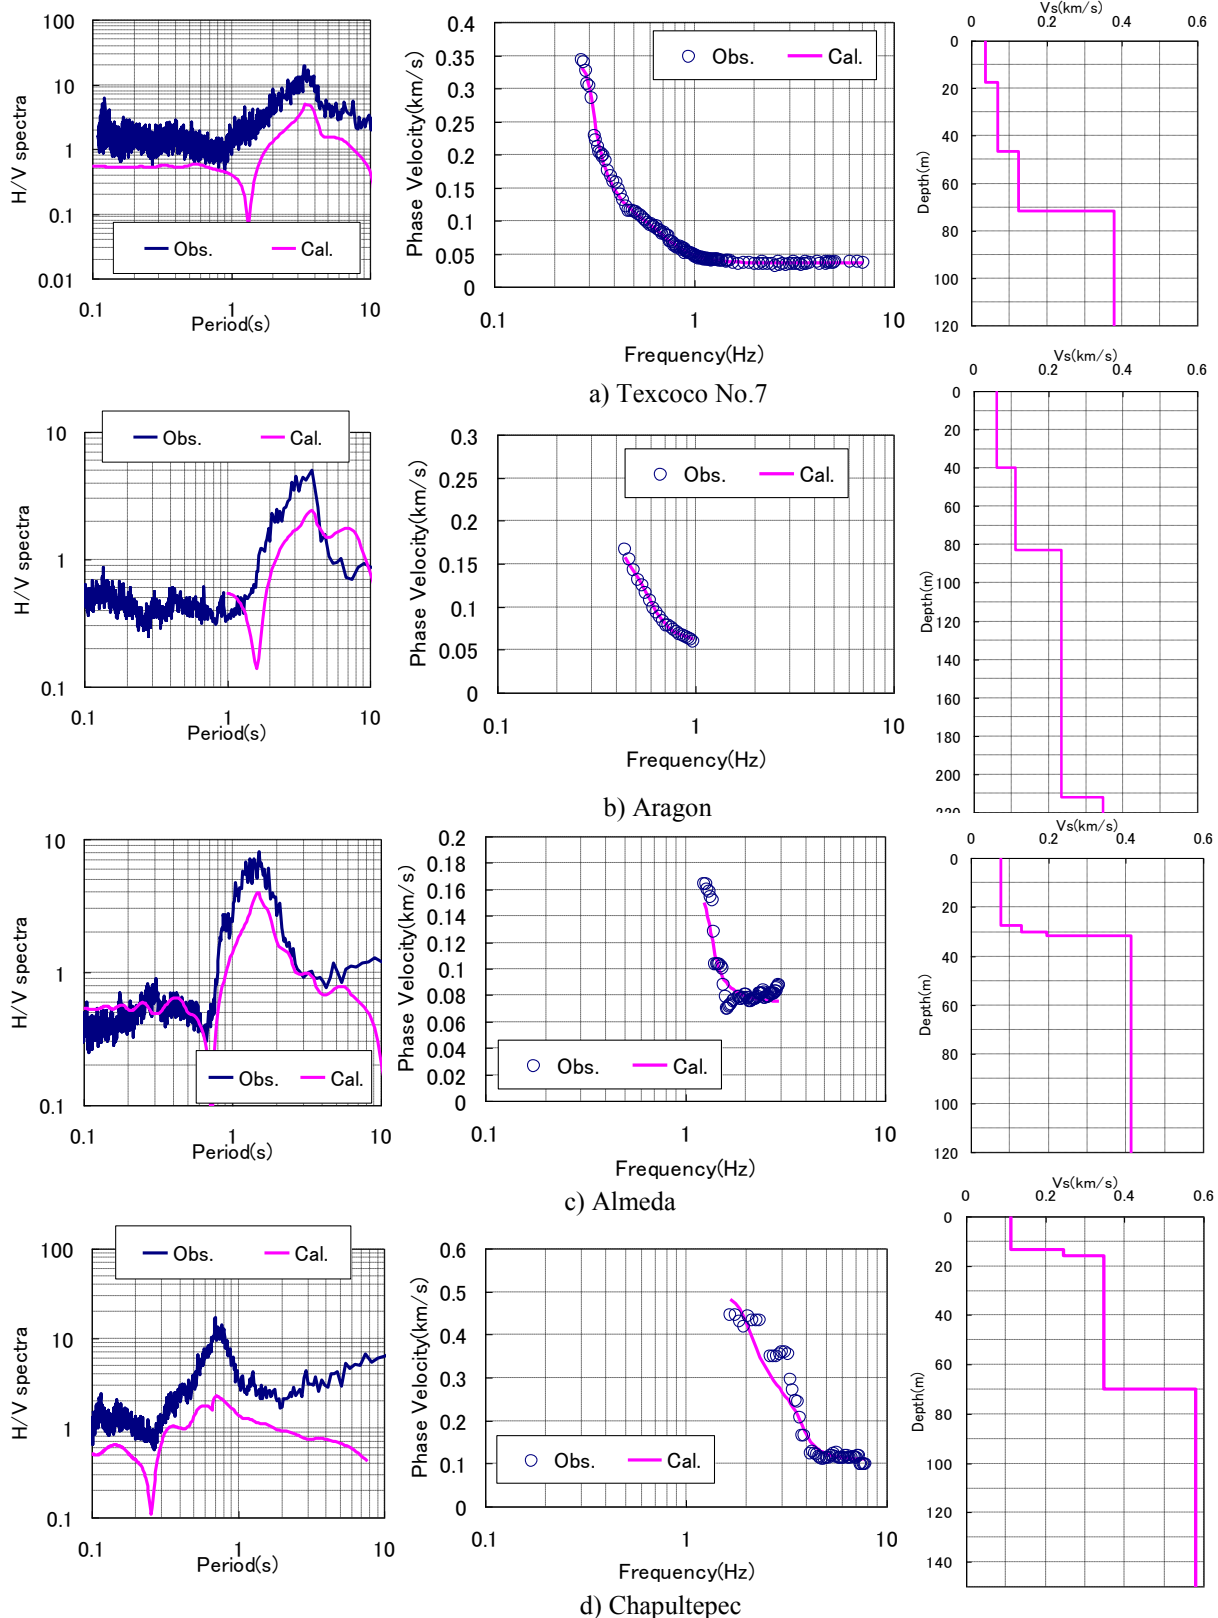 H/V spectra
100
10
1
0.1
0.01
Obs.
Cal.
0.1
1
10
Period(s)
Phase Velocity(km/s)
0.4
0.35
0.3
0.25
0.2
0.15
0.1
0.05
0
Obs.
Cal.
0.1
1
10
Frequency(Hz)
Vs(km/s)
0
0.2
0.4
0.6
Depth(m)
0
20
40
60
80
100
120
a) Texcoco No.7
H/V spectra
10
1
0.1
Obs.
Cal.
0.1
1
10
Period(s)
Phase Velocity(km/s)
0.3
0.25
0.2
0.15
0.1
0.05
0
Obs.
Cal.
0.1
1
10
Frequency(Hz)
Vs(km/s)
0
0.2
0.4
0.6
Depth(m)
0
20
40
60
80
100
120
140
160
180
200
b) Aragon
H/V spectra
10
1
0.1
Obs.
Cal.
0.1
1
10
Period(s)
Phase Velocity(km/s)
0.2
0.18
0.16
0.14
0.12
0.1
0.08
0.06
0.04
0.02
0
Obs.
Cal.
0.1
1
10
Frequency(Hz)
Vs(km/s)
0
0.2
0.4
0.6
Depth(m)
0
20
40
60
80
100
120
c) Almeda
H/V spectra
100
10
1
0.1
Obs.
Cal.
0.1
1
10
Period(s)
Phase Velocity(km/s)
0.6
0.5
0.4
0.3
0.2
0.1
0
Obs.
Cal.
0.1
1
10
Frequency(Hz)
Vs(km/s)
0
0.2
0.4
0.6
Depth(m)
0
20
40
60
80
100
120
140
d) Chapultepec